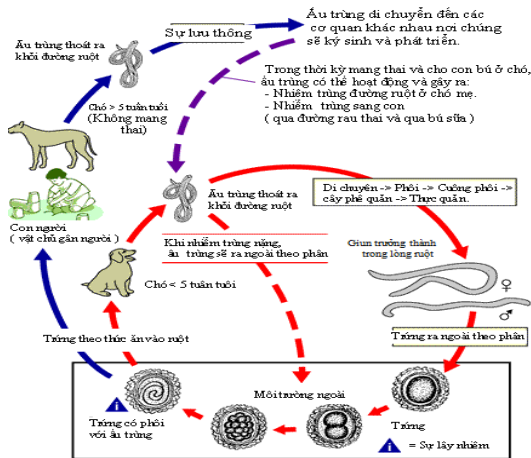 Sự lưu thông
Ấu trùng di chuyển đến các
cơ quan khác nhau nơi chúng
sẽ ký sinh và phát triển.
Ấu trùng thoát ra
khỏi đường ruột
Trong thời kỳ mang thai và cho con bú ở chó,
ấu trùng có thể hoạt động và gây ra:
- Nhiễm trùng đường ruột ở chó mẹ.
- Nhiễm trùng sang con
( qua đường rau thai và qua bú sữa )
Chó > 5 tuần tuổi
(Không mang
thai)
Ấu trùng thoát ra
khỏi đường ruột
Di chuyên -> Phôi -> Cuông phôi ->
cây phê quản -> Thực quản.
Con người
( vật chủ gần người )
Khi nhiễm trùng nặng,
ấu trùng sẽ ra ngoài theo phân
Giun trưởng thành
trong lòng ruột
♀
♂
Chó < 5 tuần tuổi
Trứng theo thức ăn vào ruột
Trứng ra ngoài theo phân
Môi trường ngoài
i
Trứng có phôi
với ấu trùng
Trứng
i = Sự lây nhiễm